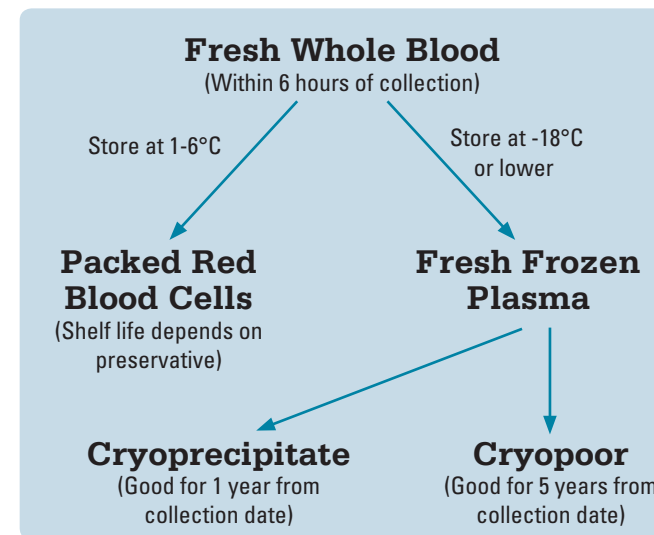 Fresh Whole Blood
(Within 6 hours of collection)
Store at 1-6°C
Store at -18°C
or lower
Packed Red
Blood Cells
(Shelf life depends on
preservative)
Fresh Frozen
Plasma
Cryoprecipitate
(Good for 1 year from
collection date)
Cryopoor
(Good for 5 years from
collection date)